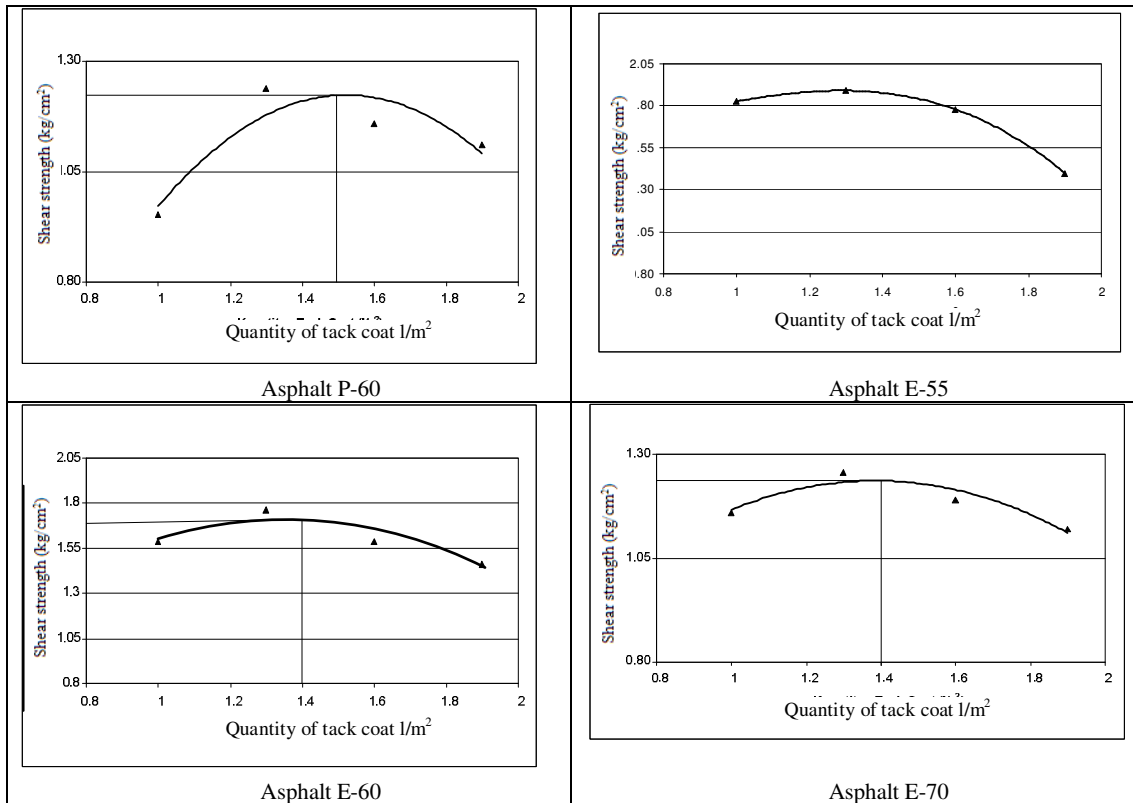 Shear strength (kg/cm²)
1.30
1.05
0.80
0.8 1 1.2 1.4 1.6 1.8 2
Quantity of tack coat l/m²
Asphalt P-60
Shear strength (kg/cm²)
2.05
.80
.55
.30
.05
.80
0.8 1 1.2 1.4 1.6 1.8 2
Quantity of tack coat l/m²
Asphalt E-55
Shear strength (kg/cm²)
2.05
1.8
1.55
1.3
1.05
0.8
0.8 1 1.2 1.4 1.6 1.8 2
Quantity of tack coat l/m²
Asphalt E-60
Shear strength (kg/cm²)
1.30
1.05
0.80
0.8 1 1.2 1.4 1.6 1.8 2
Quantity of tack coat l/m²
Asphalt E-70